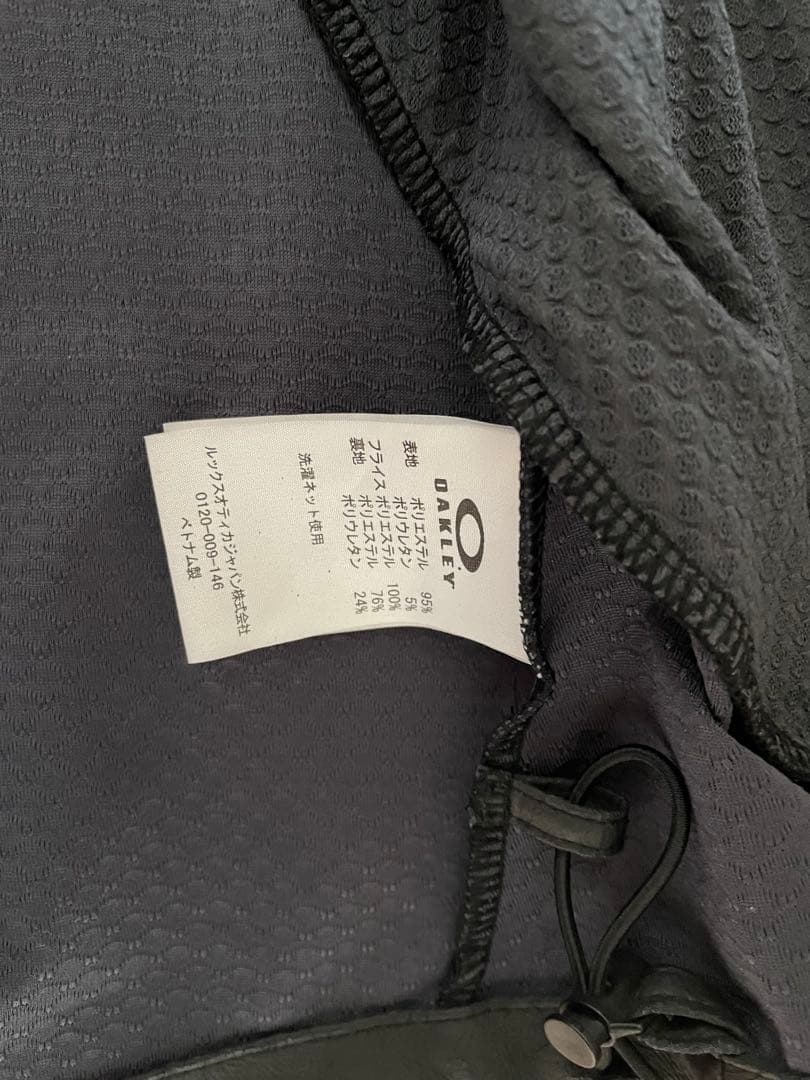 OAKLEY
表地 ポリエステル 95%
ポリウレタン 5%
フライス ポリエステル 100%
裏地 ポリエステル 76%
ポリウレタン 24%
洗濯ネット使用
ルックスオティカジャパン株式会社
0120-009-146
ベトナム製